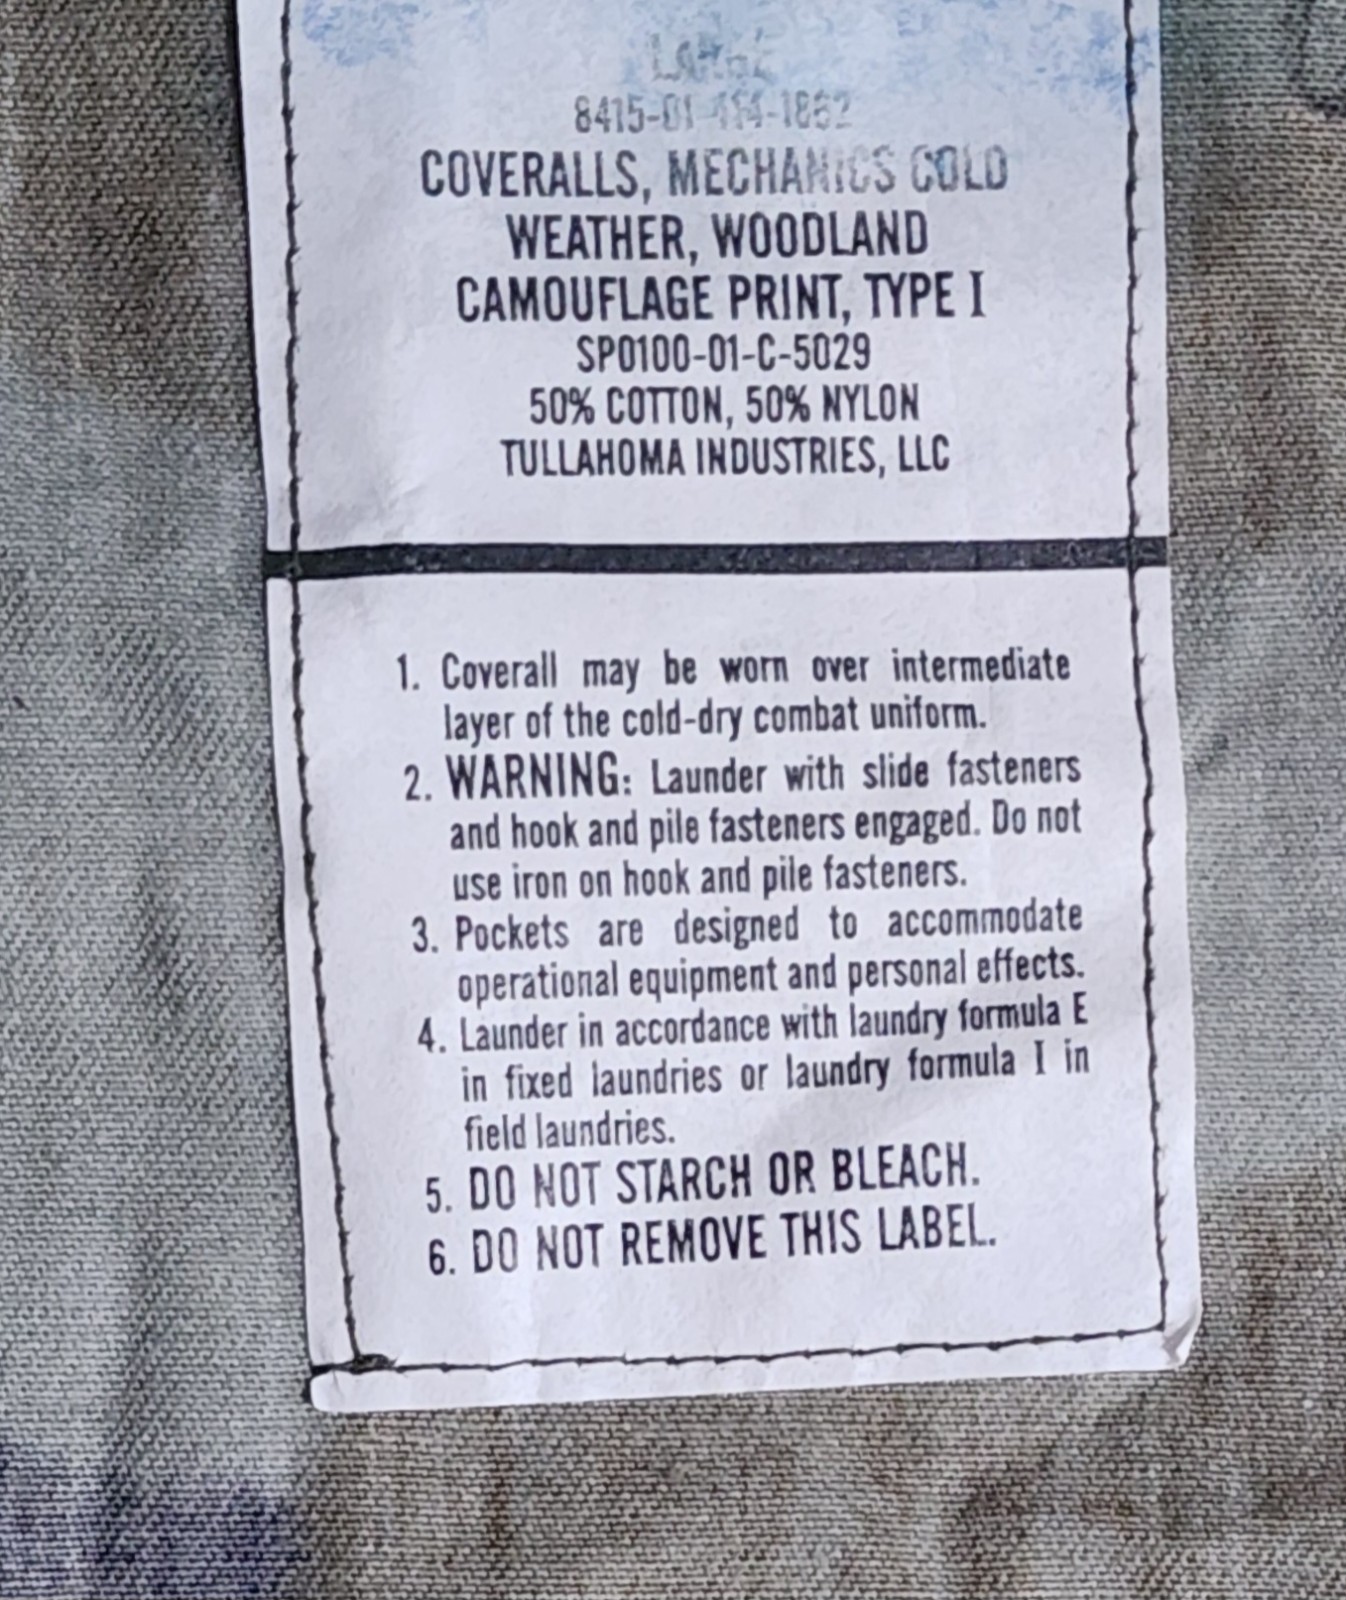 LARGE
COVERALLS, MECHANICS COLD
WEATHER, WOODLAND
CAMOUFLAGE PRINT, TYPE I
SP0100-01-C-5029
50% COTTON, 50% NYLON
TULLAHOMA INDUSTRIES, LLC
1. Coverall may be worn over intermediate
layer of the cold-dry combat uniform.
2. WARNING: Launder with slide fasteners
and hook and pile fasteners engaged. Do not
use iron on hook and pile fasteners.
3. Pockets are designed to accommodate
operational equipment and personal effects.
4. Launder in accordance with laundry formula E
in fixed laundries or laundry formula I in
field laundries.
5. DO NOT STARCH OR BLEACH.
6. DO NOT REMOVE THIS LABEL.